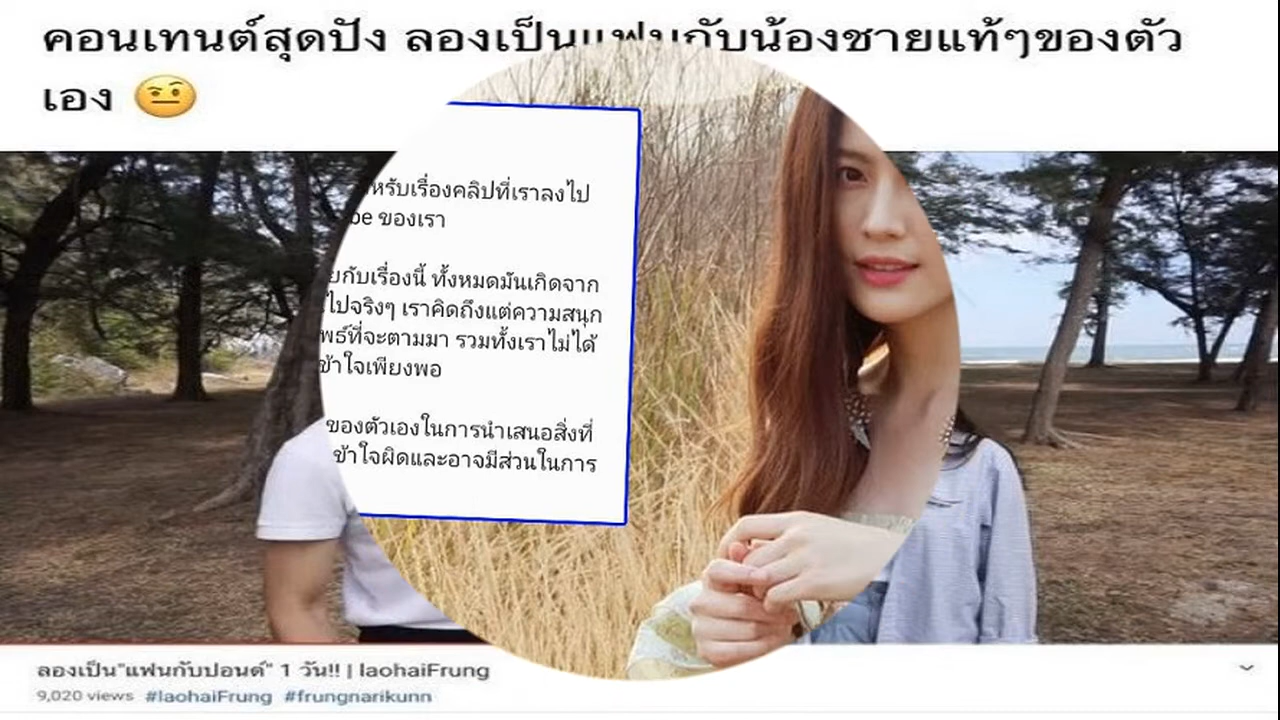 คอนเทนต์สุดปัง ลองเป็นแฟนกับน้องชายแท้ๆของตัว
เอง
หรับเรื่องคลิปที่เราลงไป
be ของเรา
ยกับเรื่องนี้ ทั้งหมดมันเกิดจาก
ไปจริงๆ เราคิดถึงแต่ความสนุก
พธ์ที่จะตามมา รวมทั้งเราไม่ได้
ข้าใจเพียงพอ
ของตัวเองในการนำเสนอสิ่งที่
ข้าใจผิดและอาจมีส่วนในการ
ลองเป็น"แฟนกับปอนด์" 1 วัน!! | laohaiFrung
9,020 views #laohaiFrung #frungnarikunn